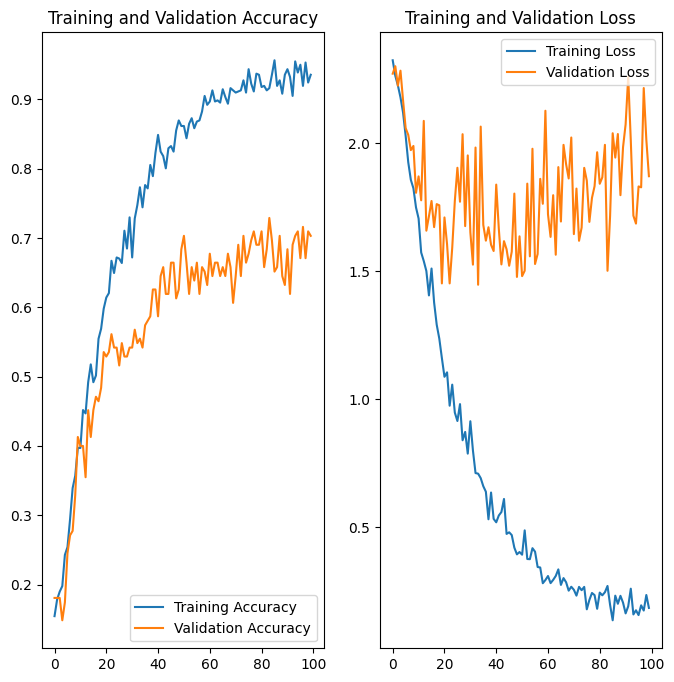 Training and Validation Accuracy
0.9
0.8
0.7
0.6
0.5
0.4
0.3
0.2
Training Accuracy
Validation Accuracy
0 20 40 60 80 100
Training and Validation Loss
Training Loss
Validation Loss
2.0
1.5
1.0
0.5
0 20 40 60 80 100